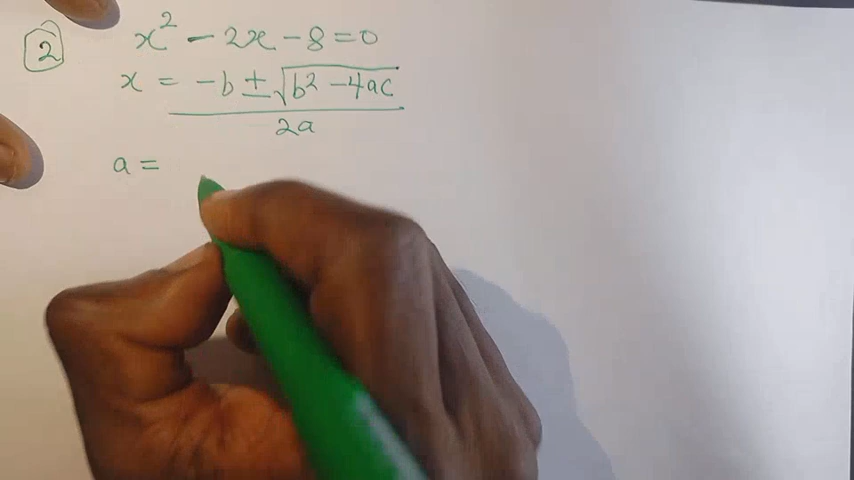 2 x² - 2x - 8 = 0
x = -b ± √b² - 4ac
2a
a =